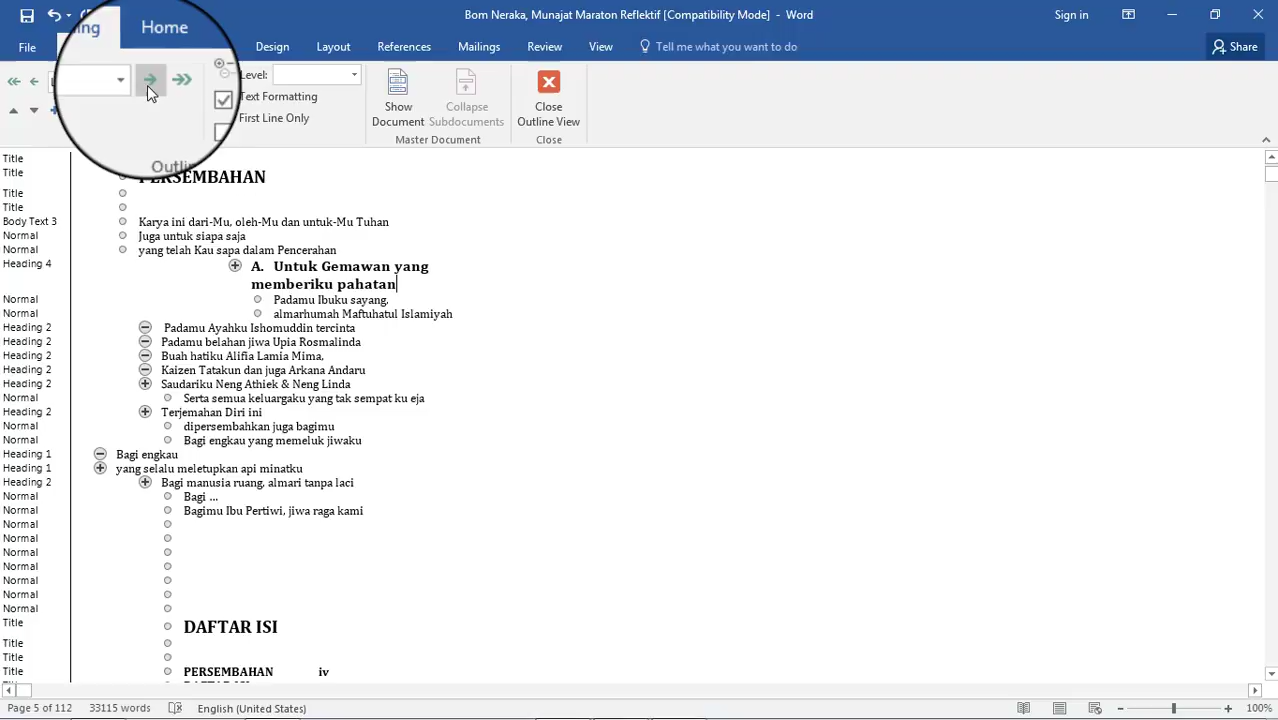 Bom Neraka, Munajat Maraton Reflektif [Compatibility Mode] - Word
Sign in
File
Home
Design
Layout
References
Mailings
Review
View
Tell me what you want to do
Share
Level:
Text Formatting
First Line Only
Show Document
Collapse Subdocuments
Close Outline View
Master Document
Close
Title
Title PERSEMBAHAN
Title
Title
Body Text 3 Karya ini dari-Mu, oleh-Mu dan untuk-Mu Tuhan
Normal Juga untuk siapa saja
Normal yang telah Kau sapa dalam Pencerahan
Heading 4 A. Untuk Gemawan yang
memberiku pahatan
Normal Padamu Ibuku sayang,
Normal almarhumah Maftuhatul Islamiyah
Heading 2 Padamu Ayahku Ishomuddin tercinta
Heading 2 Padamu belahan jiwa Upia Rosmalinda
Heading 2 Buah hatiku Alifia Lamia Mima,
Heading 2 Kaizen Tatakun dan juga Arkana Andaru
Heading 2 Saudariku Neng Athiek & Neng Linda
Normal Serta semua keluargaku yang tak sempat ku eja
Heading 2 Terjemahan Diri ini
Normal dipersembahkan juga bagimu
Normal Bagi engkau yang memeluk jiwaku
Heading 1 Bagi engkau
Heading 1 yang selalu meletupkan api minatku
Heading 2 Bagi manusia ruang, almari tanpa laci
Normal Bagi ...
Normal Bagimu Ibu Pertiwi, jiwa raga kami
Normal
Normal
Normal
Normal
Normal
Normal
Normal
Title DAFTAR ISI
Title
Title
Title PERSEMBAHAN iv
Page 5 of 112
33115 words
English (United States)
100%